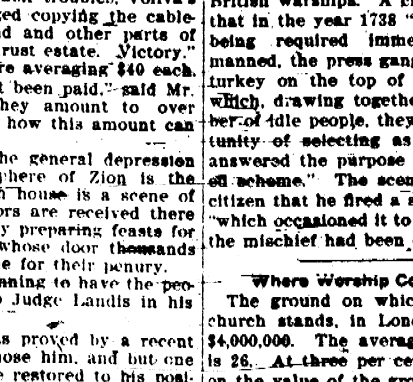 ged copying the cable-
d and other parts of
rust estate. Victory."
re averaging $40 each.
t been paid," said Mr.
hey amount to over
how this amount can
he general depression
here of Zion is the
h house is a scene of
ors are received there
y preparing feasts for
whose door thousands
e for their penury.
nning to have the peo-
Judge Landis in his
s proved by a recent
hose him, and but one
e restored to his posi-
British warships. A c
that in the year 1738 "
being required imme
manned, the press gang
turkey on the top of
which, drawing togethe
ber of idle people, they
tunity of selecting as
answered the purpose
ed scheme." The scen
citizen that he fired a s
"which occasioned it to
the mischief had been
Where Worship Co
The ground on whic
church stands, in Lon
$4,000,000. The averag
is 26. At three per ce
on the value of the gr